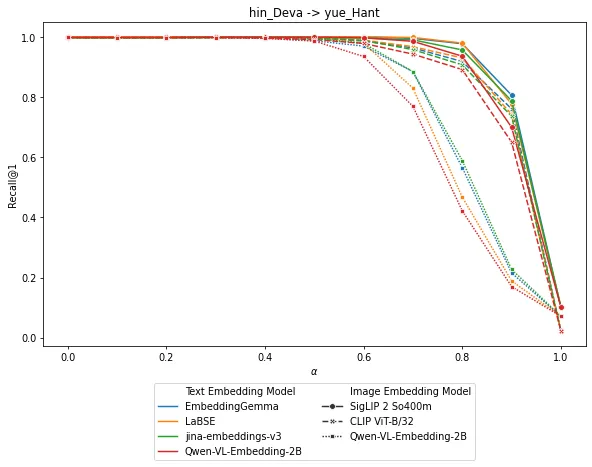 hin_Deva -> yue_Hant
Recall@1
1.0
0.8
0.6
0.4
0.2
0.0
0.0 0.2 0.4 0.6 0.8 1.0
α
Text Embedding Model Image Embedding Model
EmbeddingGemma SigLIP 2 So400m
LaBSE CLIP ViT-B/32
jina-embeddings-v3 Qwen-VL-Embedding-2B
Qwen-VL-Embedding-2B